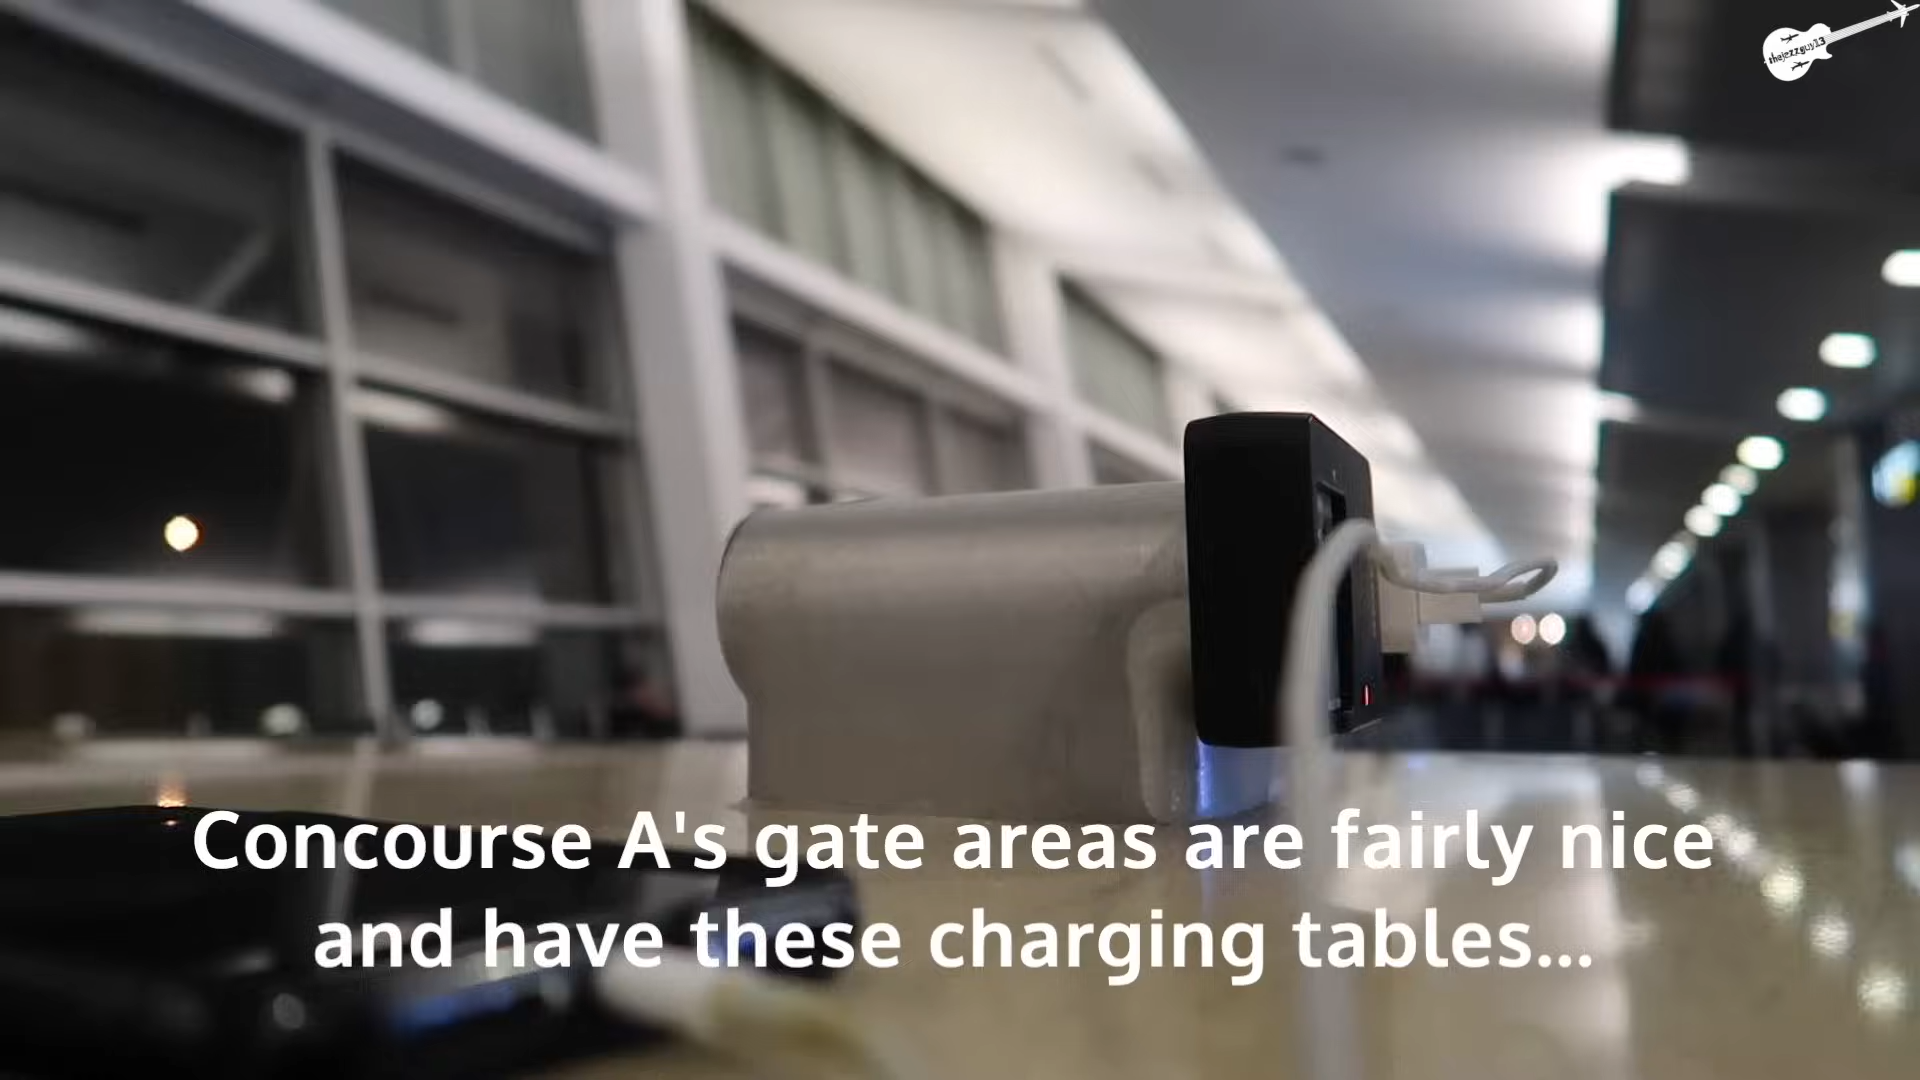 thejazzguy13
Concourse A's gate areas are fairly nice
and have these charging tables...